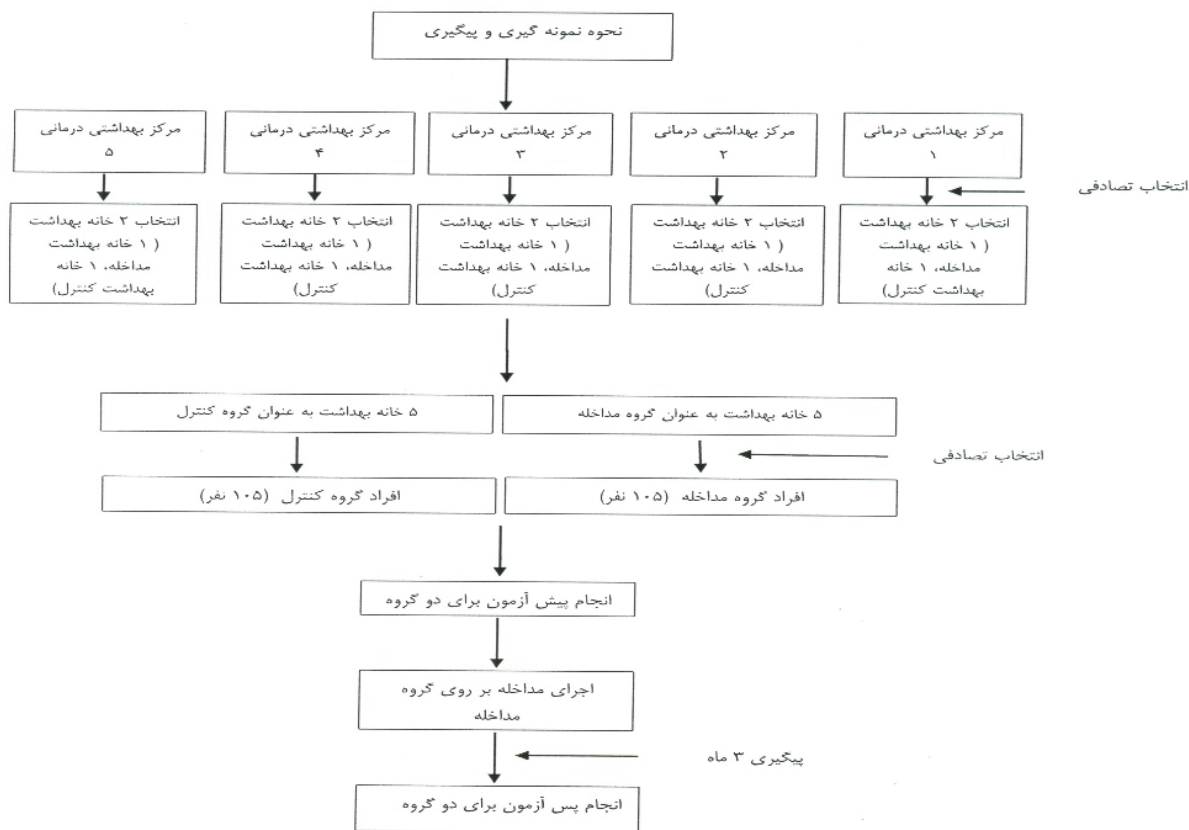 نحوه نمونه گیری و پیگیری
مرکز بهداشتی درمانی
۱
مرکز بهداشتی درمانی
۲
مرکز بهداشتی درمانی
۳
مرکز بهداشتی درمانی
۴
مرکز بهداشتی درمانی
۵
انتخاب تصادفی
انتخاب ۲ خانه بهداشت
( ۱ خانه بهداشت
مداخله، ۱ خانه
بهداشت کنترل)
انتخاب ۲ خانه بهداشت
( ۱ خانه بهداشت
مداخله، ۱ خانه بهداشت
کنترل)
انتخاب ۲ خانه بهداشت
( ۱ خانه بهداشت
مداخله، ۱ خانه بهداشت
کنترل)
انتخاب ۲ خانه بهداشت
( ۱ خانه بهداشت
مداخله، ۱ خانه بهداشت
کنترل)
انتخاب ۲ خانه بهداشت
( ۱ خانه بهداشت
مداخله، ۱ خانه
بهداشت کنترل)
۵ خانه بهداشت به عنوان گروه مداخله
۵ خانه بهداشت به عنوان گروه کنترل
انتخاب تصادفی
افراد گروه مداخله (۱۰۵ نفر)
افراد گروه کنترل (۱۰۵ نفر)
انجام پیش آزمون برای دو گروه
اجرای مداخله بر روی گروه
مداخله
پیگیری ۳ ماه
انجام پس آزمون برای دو گروه